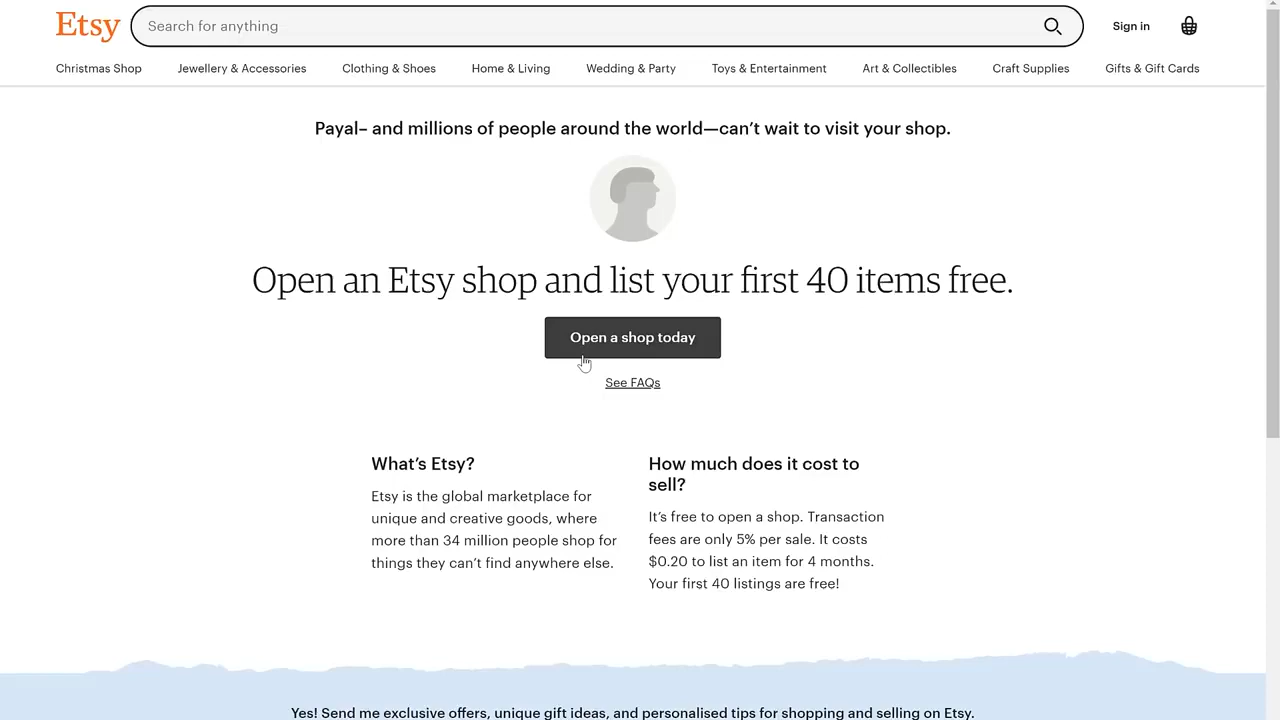 Etsy
Search for anything
Sign in
Christmas Shop
Jewellery & Accessories
Clothing & Shoes
Home & Living
Wedding & Party
Toys & Entertainment
Art & Collectibles
Craft Supplies
Gifts & Gift Cards
Payal– and millions of people around the world—can’t wait to visit your shop.
Open an Etsy shop and list your first 40 items free.
Open a shop today
See FAQs
What’s Etsy?
Etsy is the global marketplace for
unique and creative goods, where
more than 34 million people shop for
things they can’t find anywhere else.
How much does it cost to
sell?
It’s free to open a shop. Transaction
fees are only 5% per sale. It costs
$0.20 to list an item for 4 months.
Your first 40 listings are free!
Yes! Send me exclusive offers, unique gift ideas, and personalised tips for shopping and selling on Etsy.